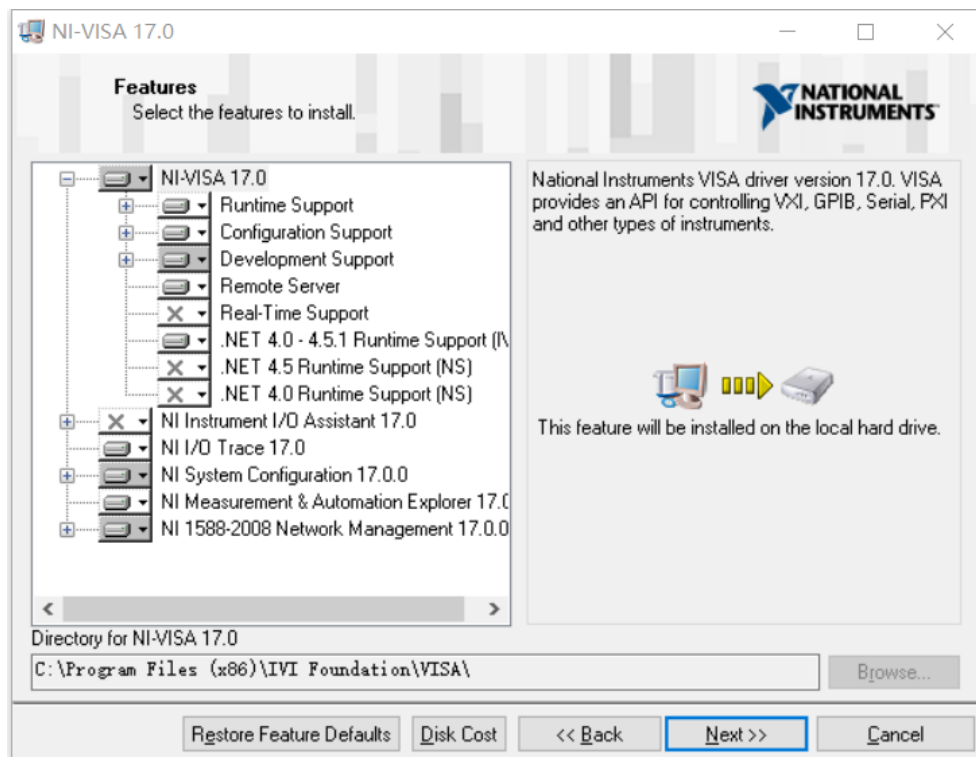 NI-VISA 17.0
Features
Select the features to install.
NATIONAL
INSTRUMENTS
NI-VISA 17.0
Runtime Support
Configuration Support
Development Support
Remote Server
Real-Time Support
.NET 4.0 - 4.5.1 Runtime Support (I\
.NET 4.5 Runtime Support (NS)
.NET 4.0 Runtime Support (NS)
NI Instrument I/O Assistant 17.0
NI I/O Trace 17.0
NI System Configuration 17.0.0
NI Measurement & Automation Explorer 17.(
NI 1588-2008 Network Management 17.0.0
National Instruments VISA driver version 17.0. VISA
provides an API for controlling VXI, GPIB, Serial, PXI
and other types of instruments.
This feature will be installed on the local hard drive.
Directory for NI-VISA 17.0
C:\Program Files (x86)\IVI Foundation\VISA\
Browse...
Restore Feature Defaults
Disk Cost
<< Back
Next >>
Cancel